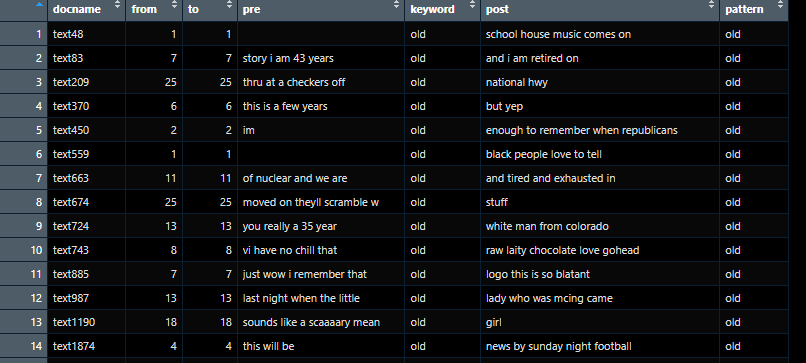 docname from to pre keyword post pattern
1 text48 1 1 old school house music comes on old
2 text83 7 7 story i am 43 years old and i am retired on old
3 text209 25 25 thru at a checkers off old national hwy old
4 text370 6 6 this is a few years old but yep old
5 text450 2 2 im old enough to remember when republicans old
6 text559 1 1 old black people love to tell old
7 text663 11 11 of nuclear and we are old and tired and exhausted in old
8 text674 25 25 moved on theyll scramble w old stuff old
9 text724 13 13 you really a 35 year old white man from colorado old
10 text743 8 8 vi have no chill that old raw laity chocolate love gohead old
11 text885 7 7 just wow i remember that old logo this is so blatant old
12 text987 13 13 last night when the little old lady who was mcing came old
13 text1190 18 18 sounds like a scaaaary mean old girl old
14 text1874 4 4 this will be old news by sunday night football old